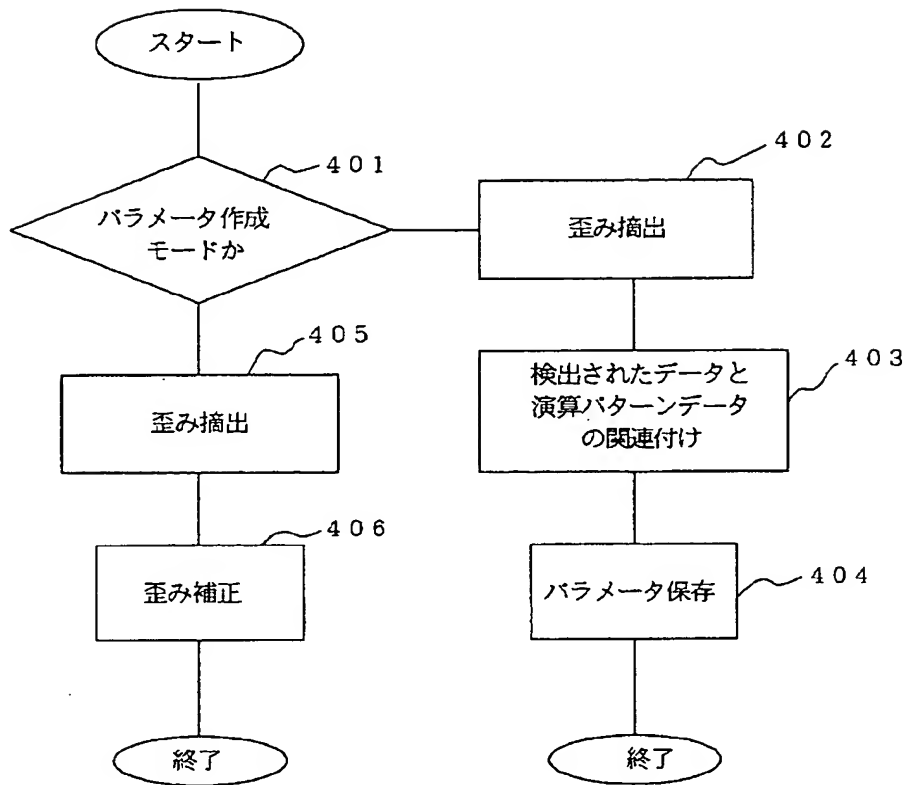 スタート
401
パラメータ作成
モードか
402
歪み摘出
403
検出されたデータと
演算パターンデータ
の関連付け
404
パラメータ保存
終了
405
歪み摘出
406
歪み補正
終了